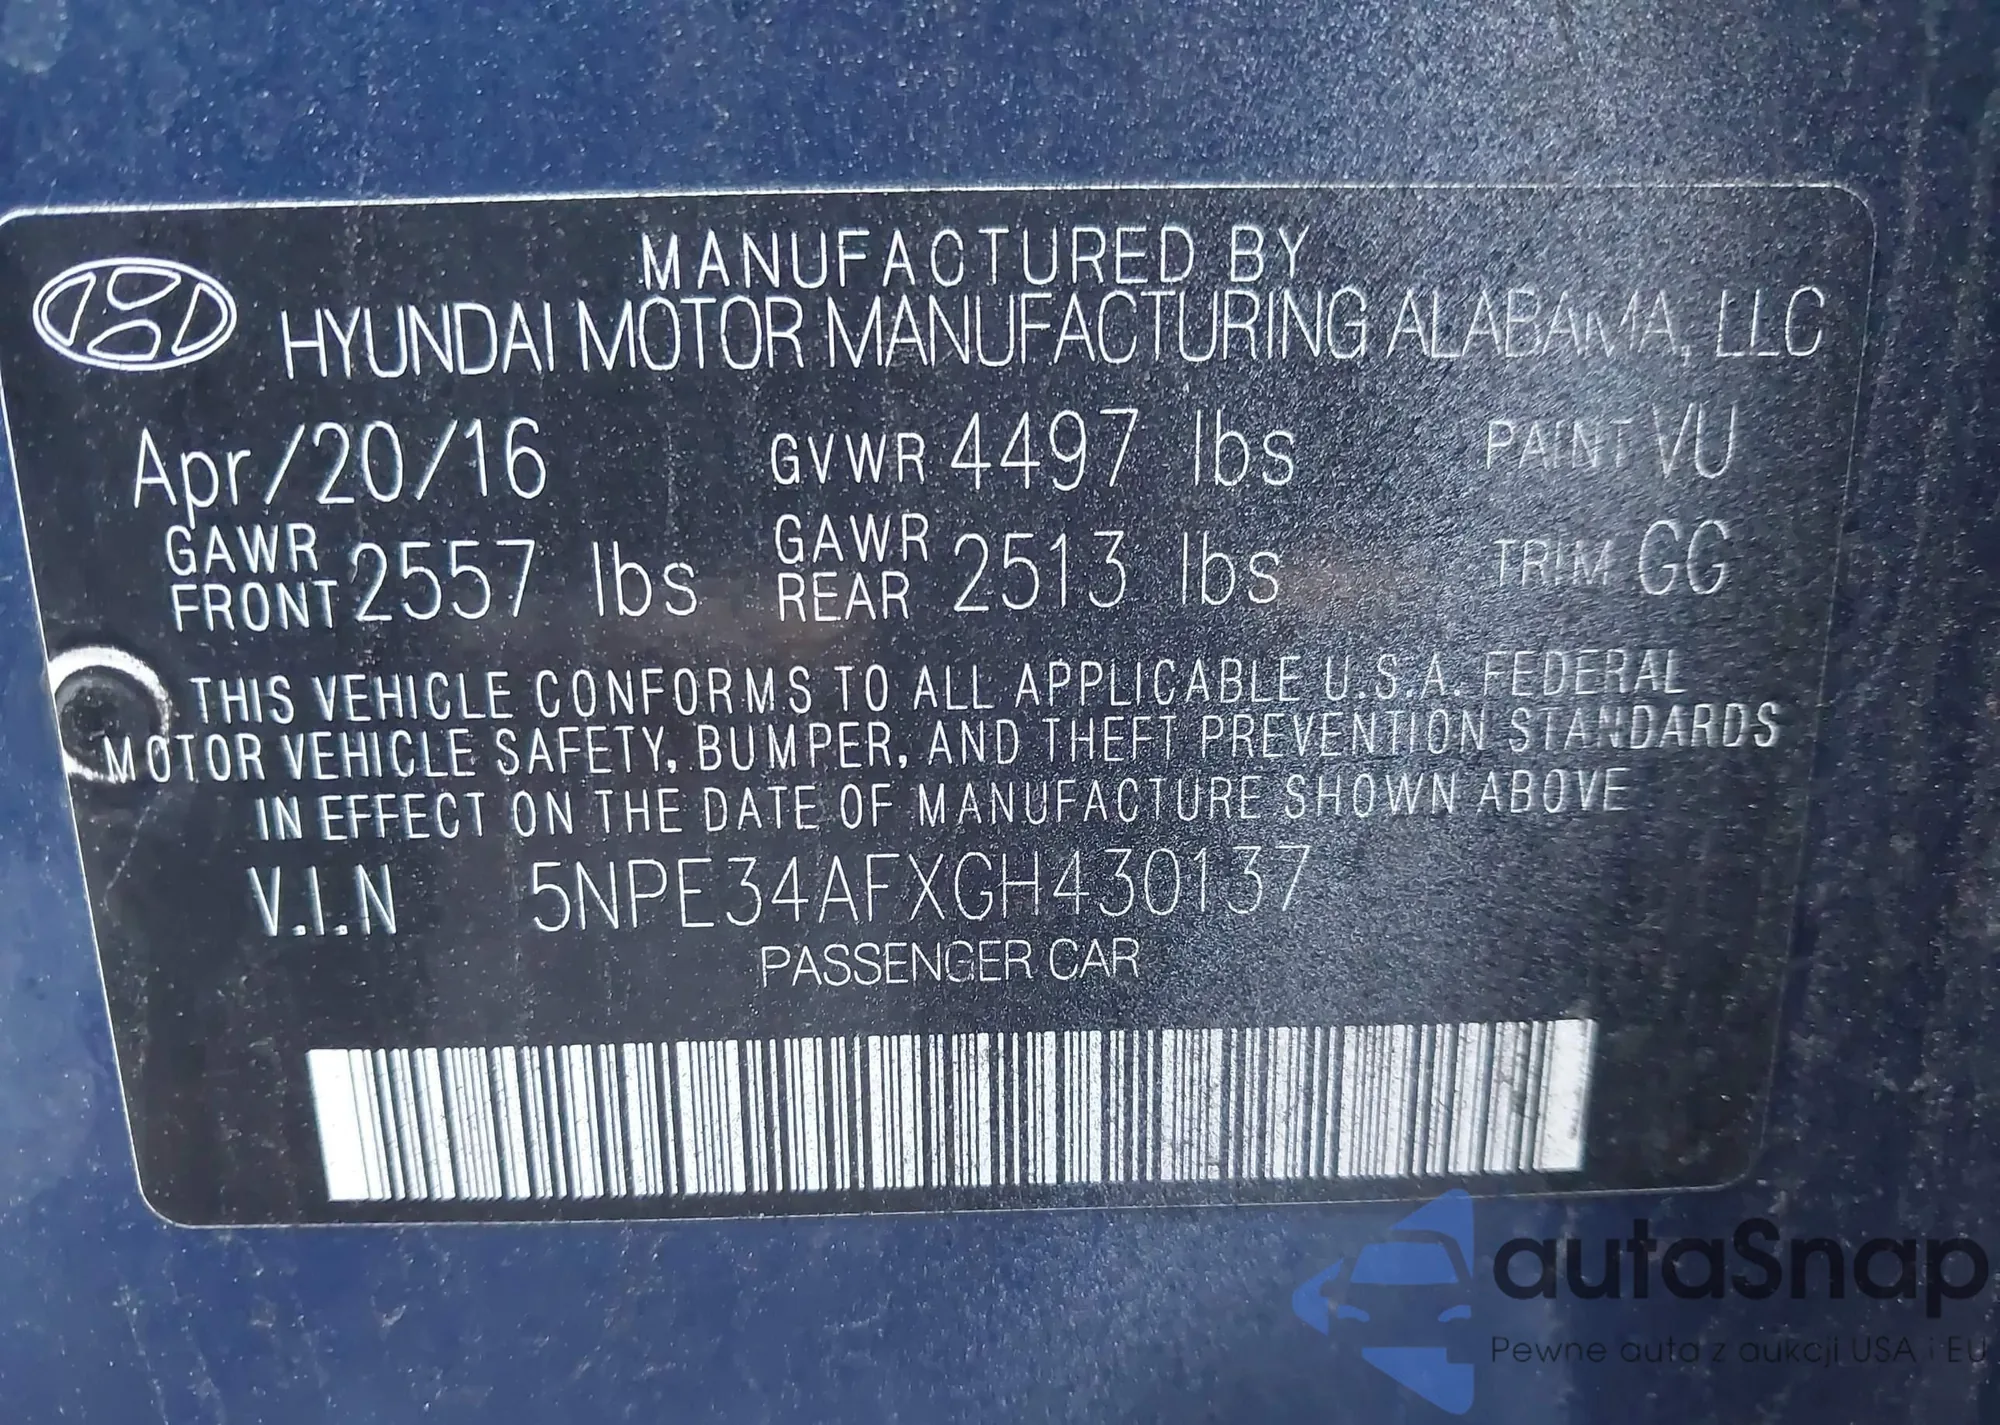 MANUFACTURED BY
HYUNDAI MOTOR MANUFACTURING ALABAMA, LLC
Apr/20/16 GVWR 4497 lbs PAINT VU
GAWR FRONT 2557 lbs GAWR REAR 2513 lbs TRIM GG
THIS VEHICLE CONFORMS TO ALL APPLICABLE U.S.A. FEDERAL
MOTOR VEHICLE SAFETY, BUMPER, AND THEFT PREVENTION STANDARDS
IN EFFECT ON THE DATE OF MANUFACTURE SHOWN ABOVE
V.I.N 5NPE34AFXGH430137
PASSENGER CAR
autaSnap
Pewne auta z aukcji USA i EU